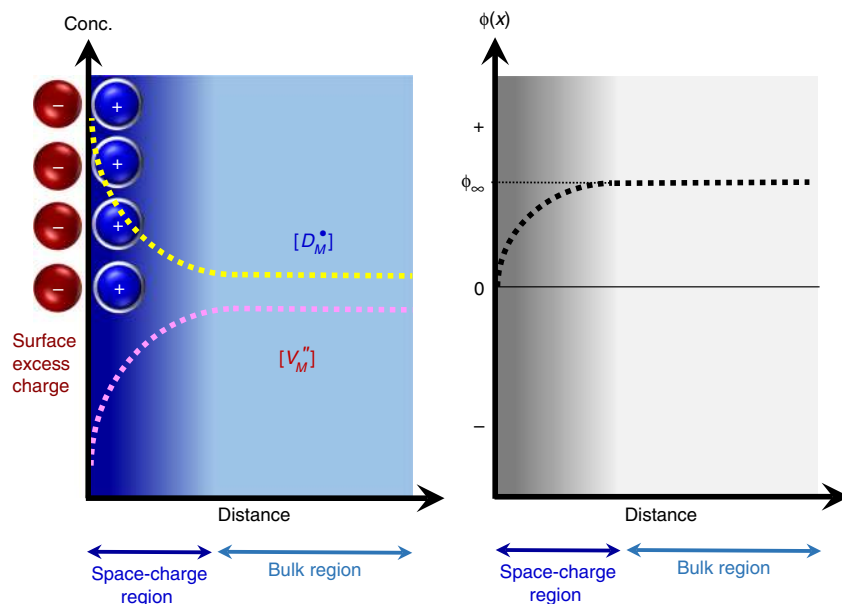 Conc.
− +
− +
− +
− +
[D•M]
[V″M]
Surface
excess
charge
Distance
Space-charge
region
Bulk region
ϕ(x)
+
ϕ∞
0
−
Distance
Space-charge
region
Bulk region